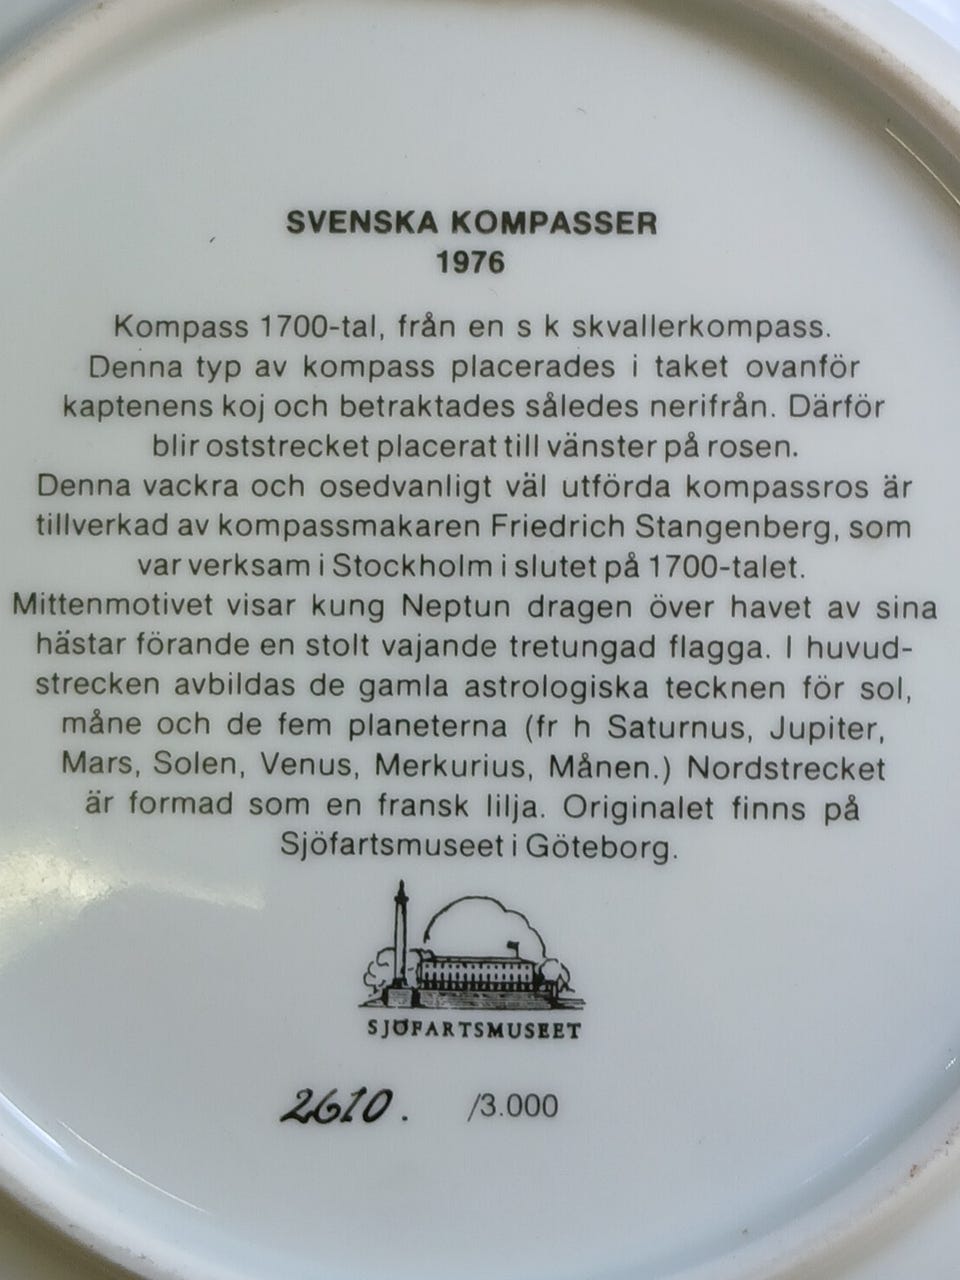 SVENSKA KOMPASSER
1976
Kompass 1700-tal, från en s k skvallerkompass.
Denna typ av kompass placerades i taket ovanför
kaptenens koj och betraktades således nerifrån. Därför
blir oststrecket placerat till vänster på rosen.
Denna vackra och osedvanligt väl utförda kompassros är
tillverkad av kompassmakaren Friedrich Stangenberg, som
var verksam i Stockholm i slutet på 1700-talet.
Mittenmotivet visar kung Neptun dragen över havet av sina
hästar förande en stolt vajande tretungad flagga. I huvud-
strecken avbildas de gamla astrologiska tecknen för sol,
måne och de fem planeterna (fr h Saturnus, Jupiter,
Mars, Solen, Venus, Merkurius, Månen.) Nordstrecket
är formad som en fransk lilja. Originalet finns på
Sjöfartsmuseet i Göteborg.
SJÖFARTSMUSEET
2610. /3.000